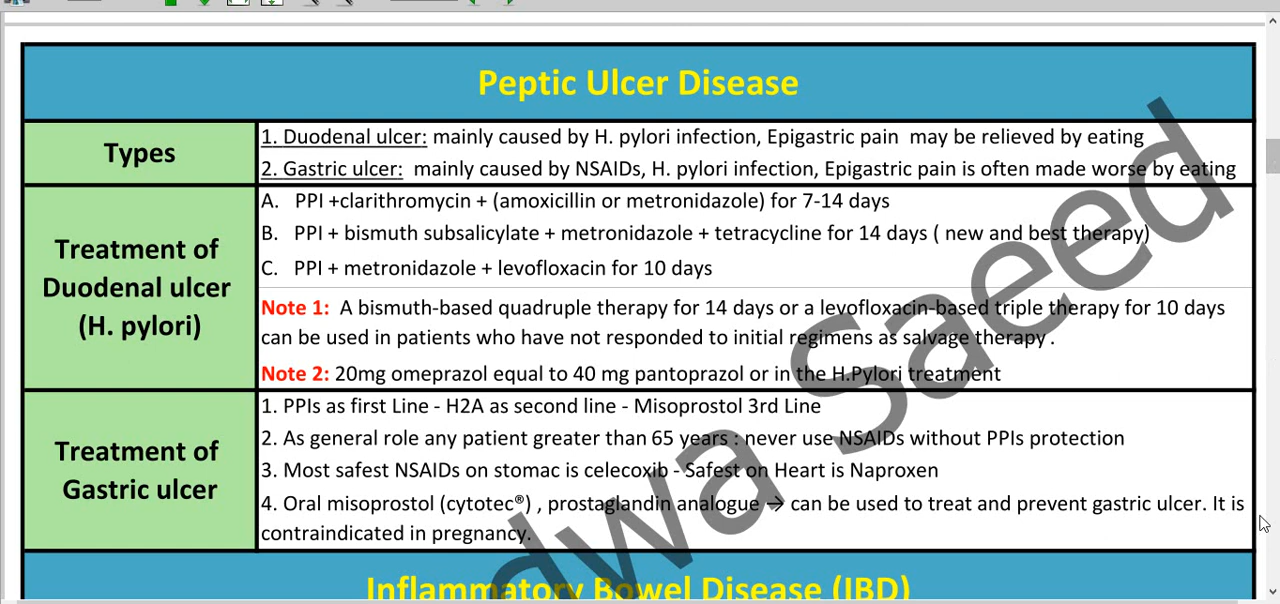 Peptic Ulcer Disease
Types
1. Duodenal ulcer: mainly caused by H. pylori infection, Epigastric pain may be relieved by eating
2. Gastric ulcer: mainly caused by NSAIDs, H. pylori infection, Epigastric pain is often made worse by eating
Treatment of
Duodenal ulcer
(H. pylori)
A. PPI +clarithromycin + (amoxicillin or metronidazole) for 7-14 days
B. PPI + bismuth subsalicylate + metronidazole + tetracycline for 14 days ( new and best therapy)
C. PPI + metronidazole + levofloxacin for 10 days
Note 1: A bismuth-based quadruple therapy for 14 days or a levofloxacin-based triple therapy for 10 days
can be used in patients who have not responded to initial regimens as salvage therapy .
Note 2: 20mg omeprazol equal to 40 mg pantoprazol or in the H.Pylori treatment
Treatment of
Gastric ulcer
1. PPIs as first Line - H2A as second line - Misoprostol 3rd Line
2. As general role any patient greater than 65 years : never use NSAIDs without PPIs protection
3. Most safest NSAIDs on stomac is celecoxib - Safest on Heart is Naproxen
4. Oral misoprostol (cytotec®) , prostaglandin analogue → can be used to treat and prevent gastric ulcer. It is
contraindicated in pregnancy.
Inflammatory Bowel Disease (IBD)
dwa Saeed